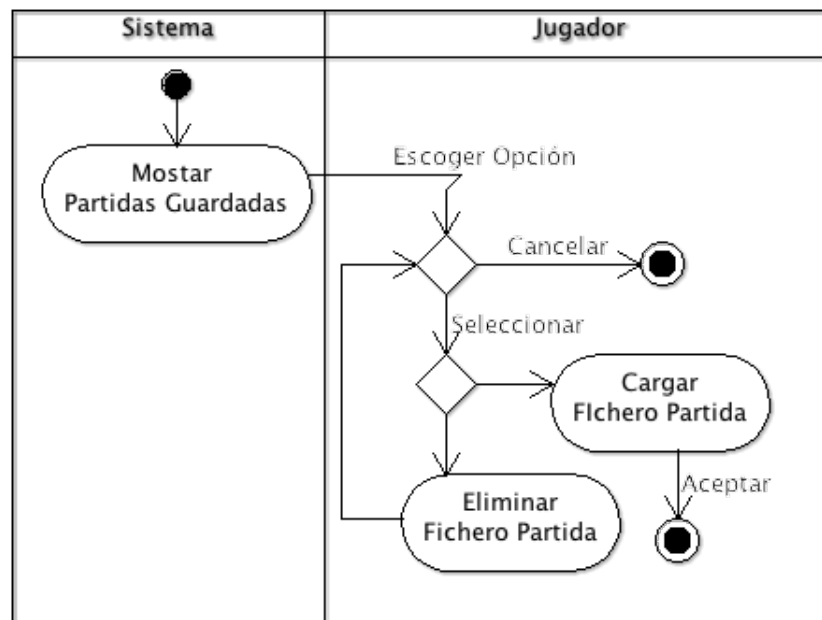 Sistema
Jugador
Mostar
Partidas Guardadas
Escoger Opción
Cancelar
Seleccionar
Cargar
FIchero Partida
Aceptar
Eliminar
Fichero Partida